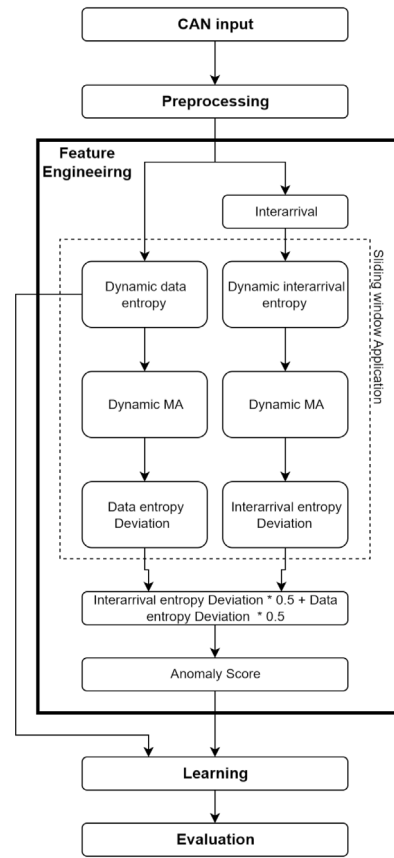 CAN input
Preprocessing
Feature
Engineeirng
Interarrival
Sliding window Application
Dynamic data
entropy
Dynamic interarrival
entropy
Dynamic MA
Dynamic MA
Data entropy
Deviation
Interarrival entropy
Deviation
Interarrival entropy Deviation * 0.5 + Data
entropy Deviation * 0.5
Anomaly Score
Learning
Evaluation